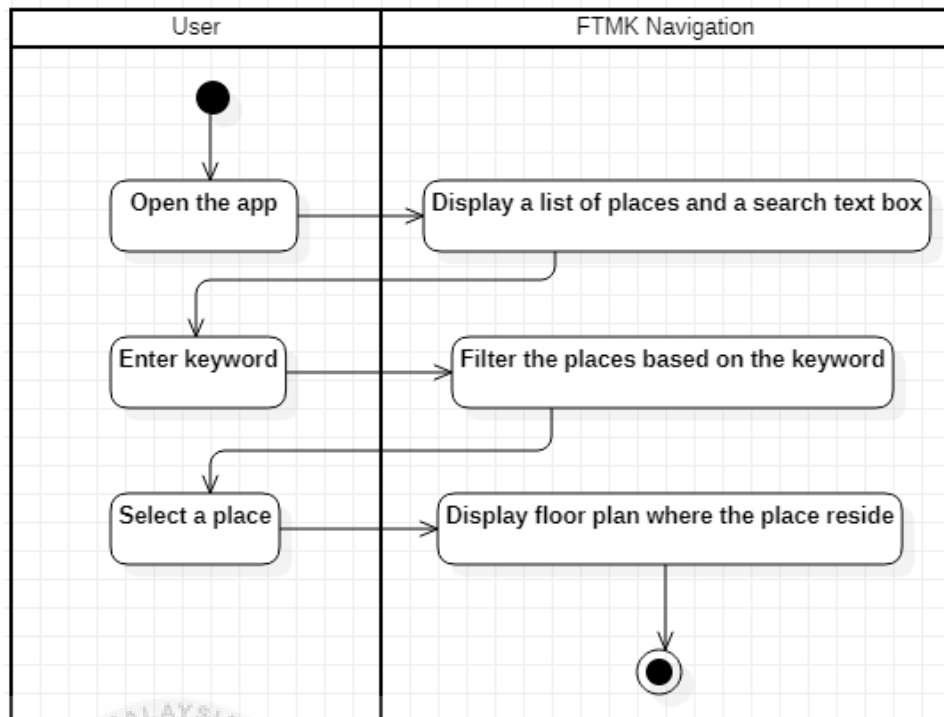 User
FTMK Navigation
Open the app
Display a list of places and a search text box
Enter keyword
Filter the places based on the keyword
Select a place
Display floor plan where the place reside